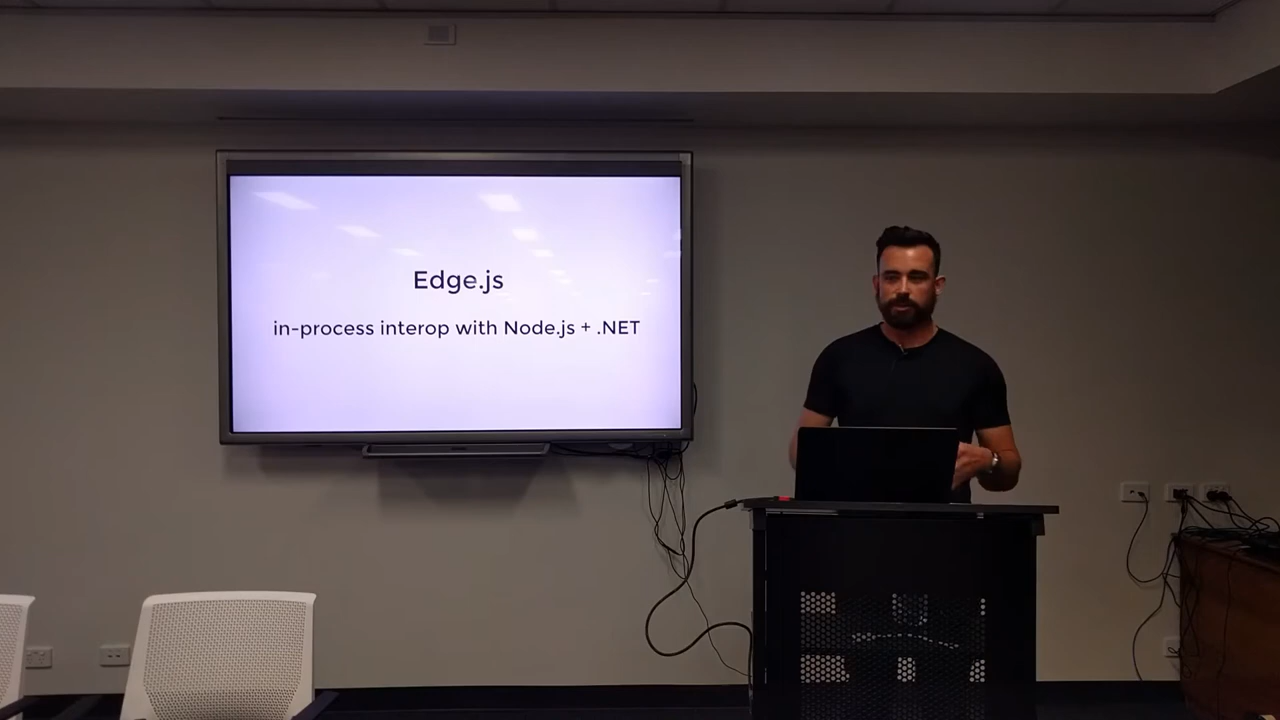 Edge.js
in-process interop with Node.js + .NET